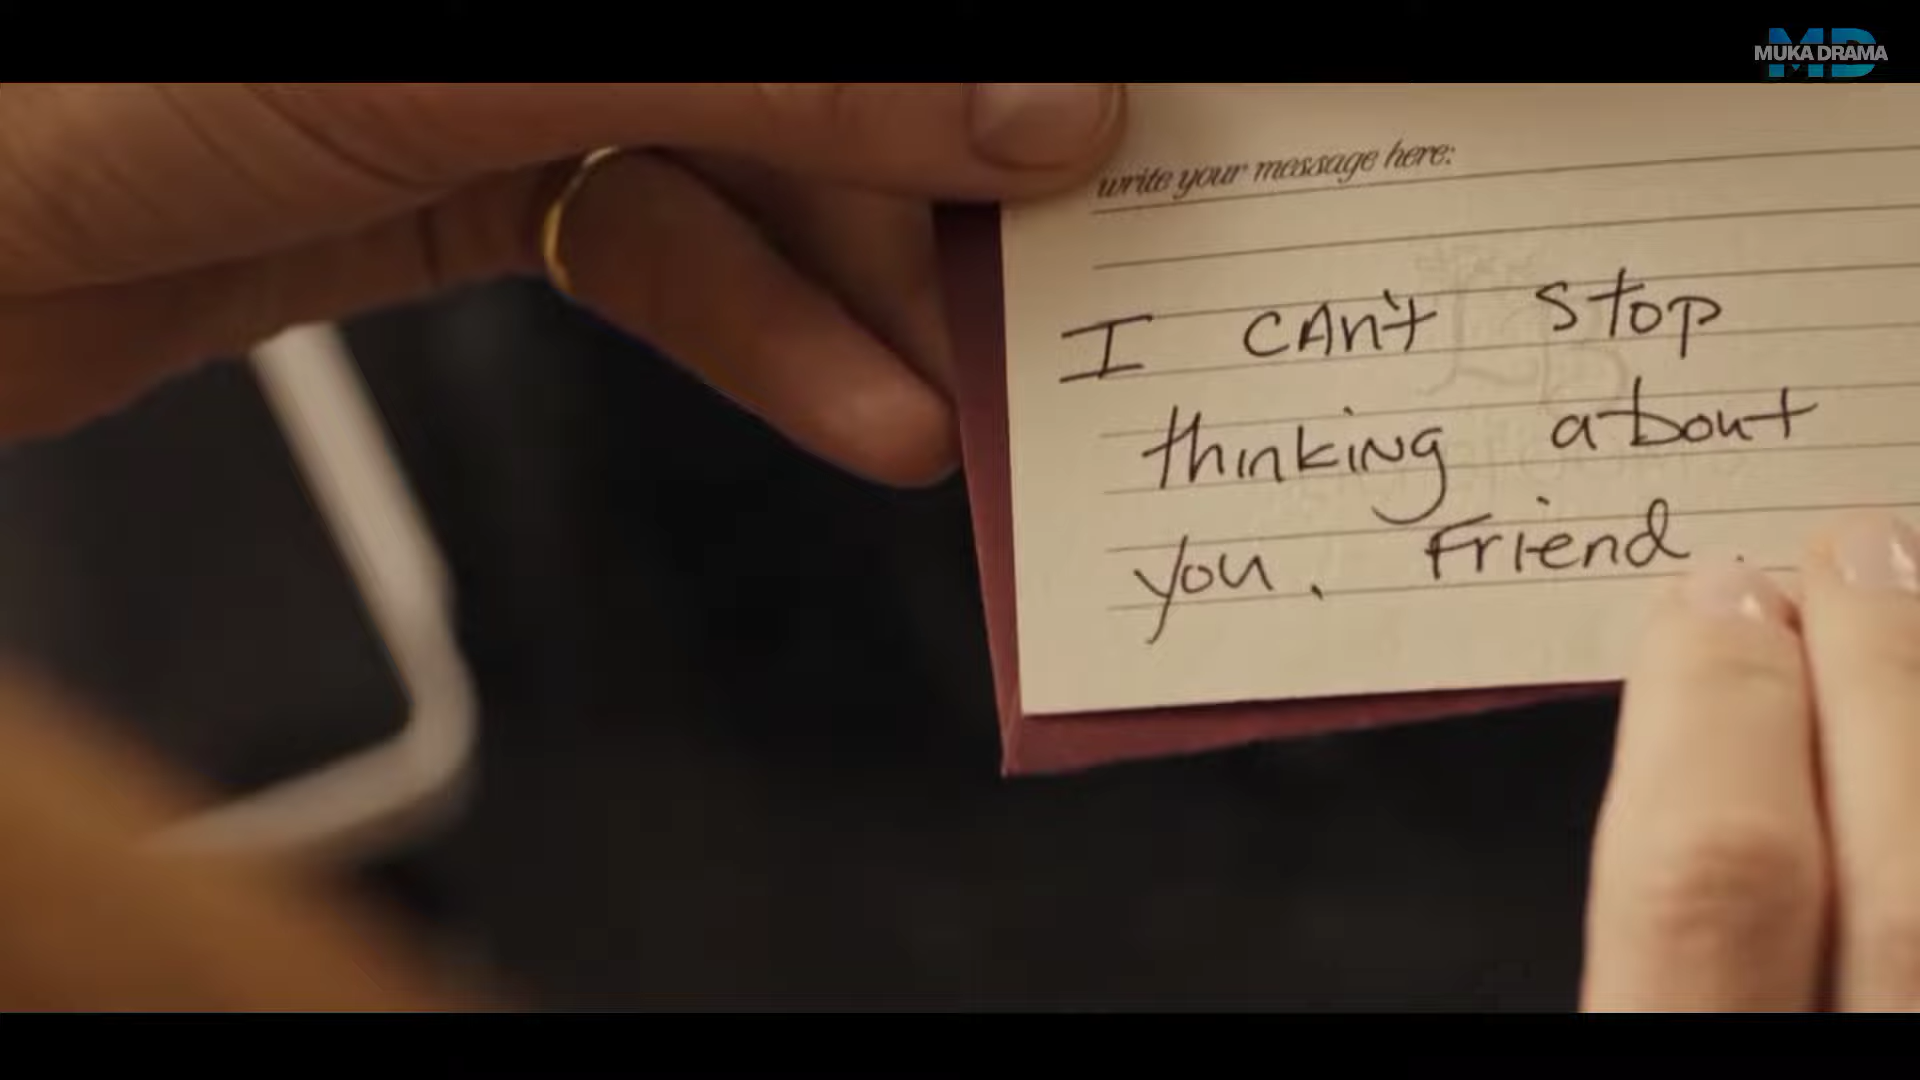 MUKA DRAMA
write your message here:
I CAn't stop
thinking about
you. Friend.